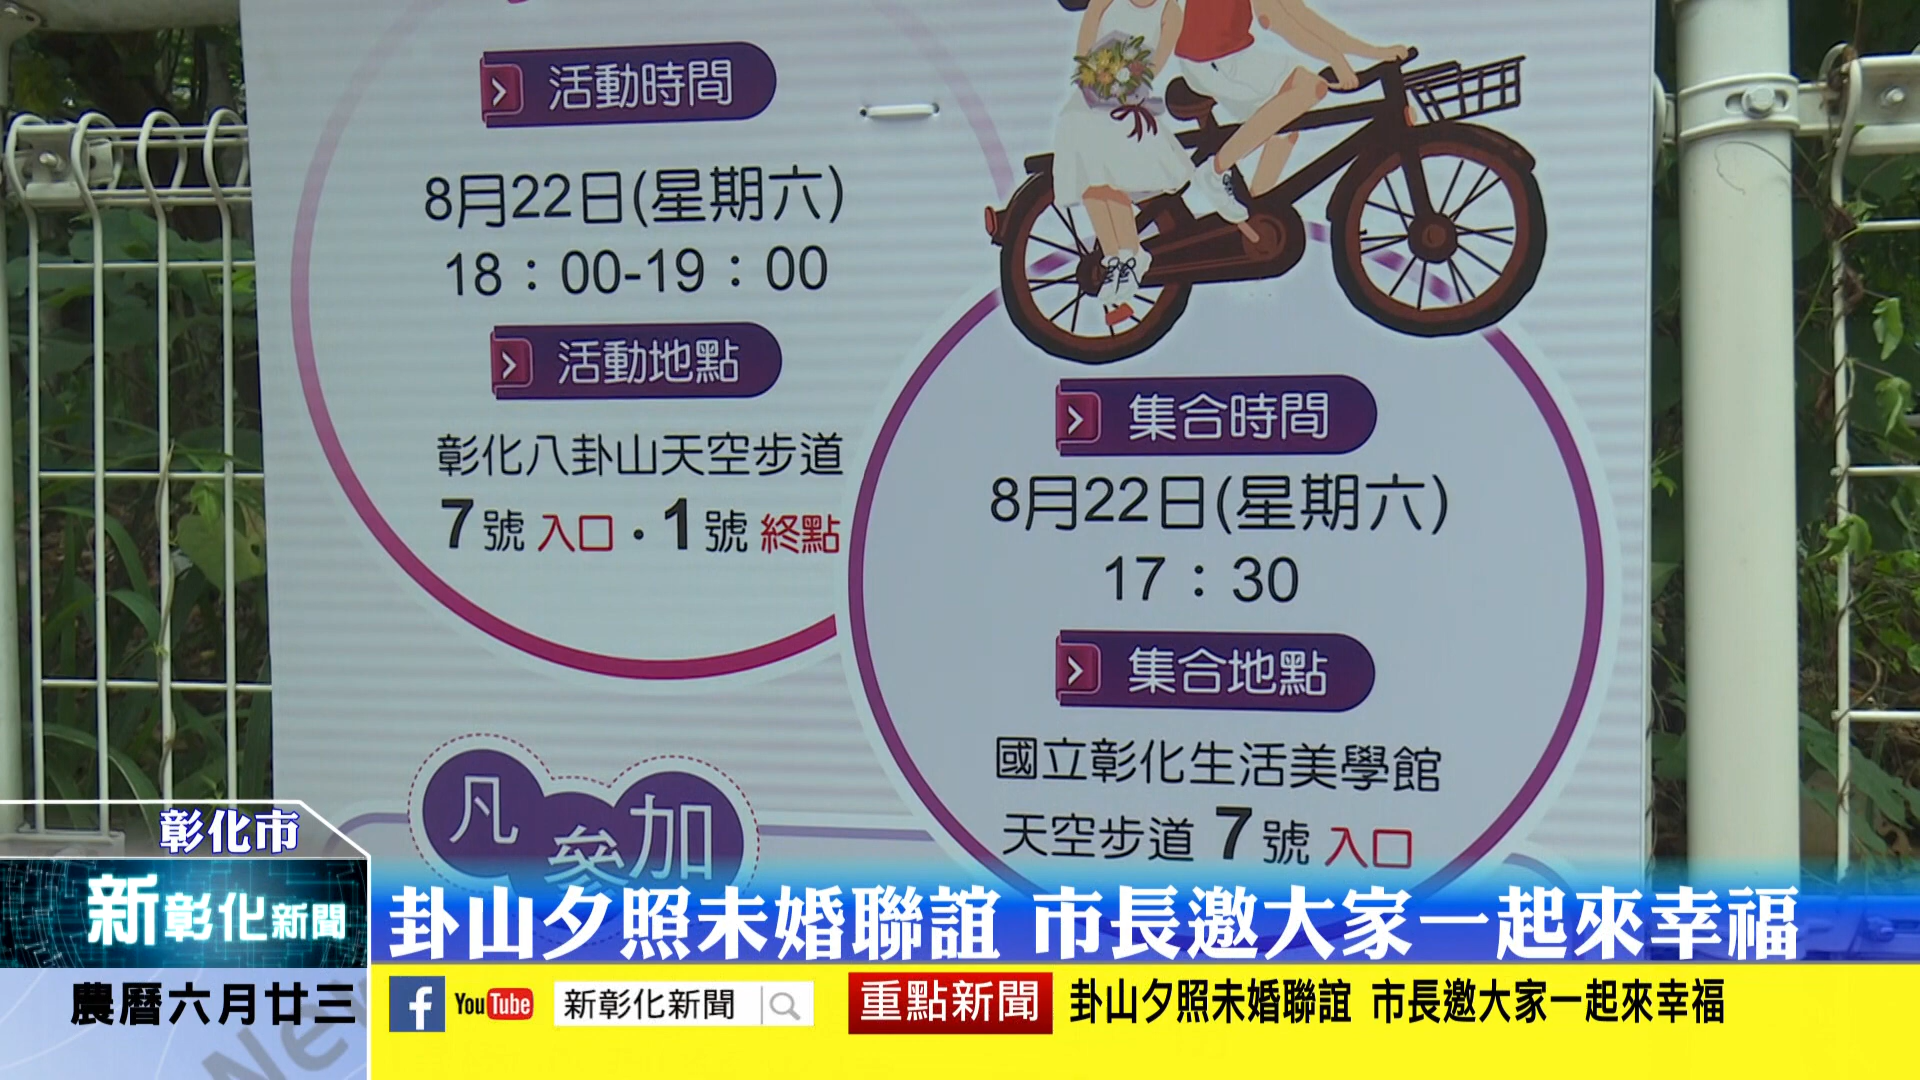 活動時間
8月22日(星期六)
18：00-19：00
活動地點
彰化八卦山天空步道
7號 入口．1號 終點
集合時間
8月22日(星期六)
17：30
集合地點
國立彰化生活美學館
天空步道 7號 入口
凡參加
彰化市
新彰化新聞
卦山夕照未婚聯誼 市長邀大家一起來幸福
農曆六月廿三
YouTube
新彰化新聞
重點新聞
卦山夕照未婚聯誼 市長邀大家一起來幸福